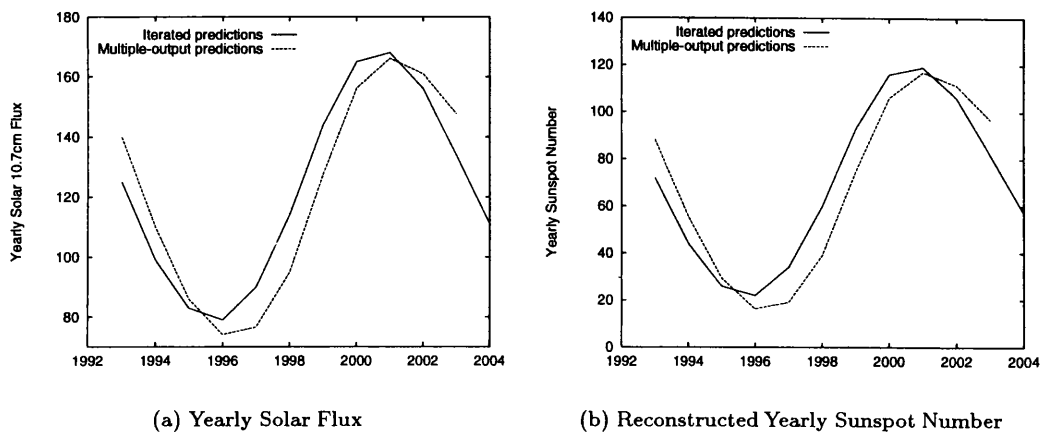 180
160
140
120
100
80
1992 1994 1996 1998 2000 2002 2004
Yearly Solar 10.7cm Flux
Iterated predictions
Multiple-output predictions
(a) Yearly Solar Flux
140
120
100
80
60
40
20
0
1992 1994 1996 1998 2000 2002 2004
Yearly Sunspot Number
Iterated predictions
Multiple-output predictions
(b) Reconstructed Yearly Sunspot Number